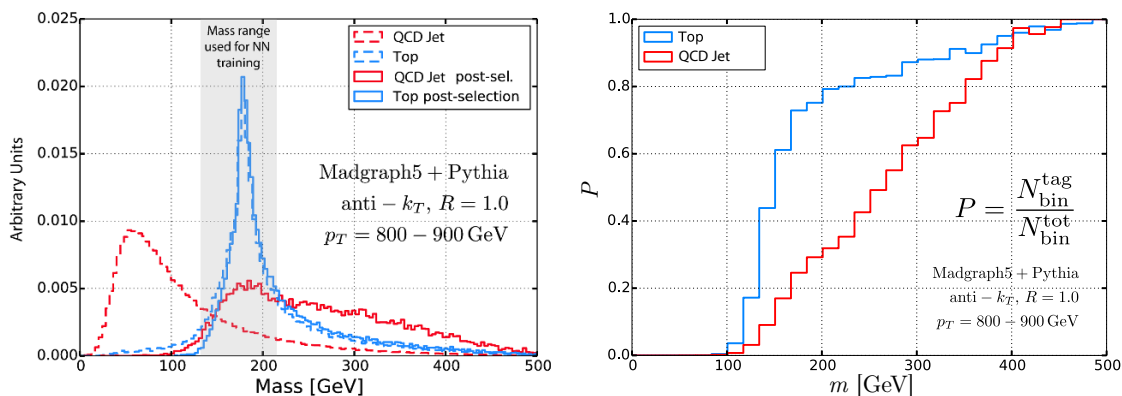 Mass range
used for NN
training
QCD Jet
Top
QCD Jet post-sel.
Top post-selection
Madgraph5 + Pythia
anti − k_T, R = 1.0
p_T = 800 − 900 GeV
Arbitrary Units
0.025
0.020
0.015
0.010
0.005
0.000
0 100 200 300 400 500
Mass [GeV]
Top
QCD Jet
P = N_bin^tag / N_bin^tot
Madgraph5 + Pythia
anti − k_T, R = 1.0
p_T = 800 − 900 GeV
P
1.0
0.8
0.6
0.4
0.2
0.0
0 100 200 300 400 500
m [GeV]